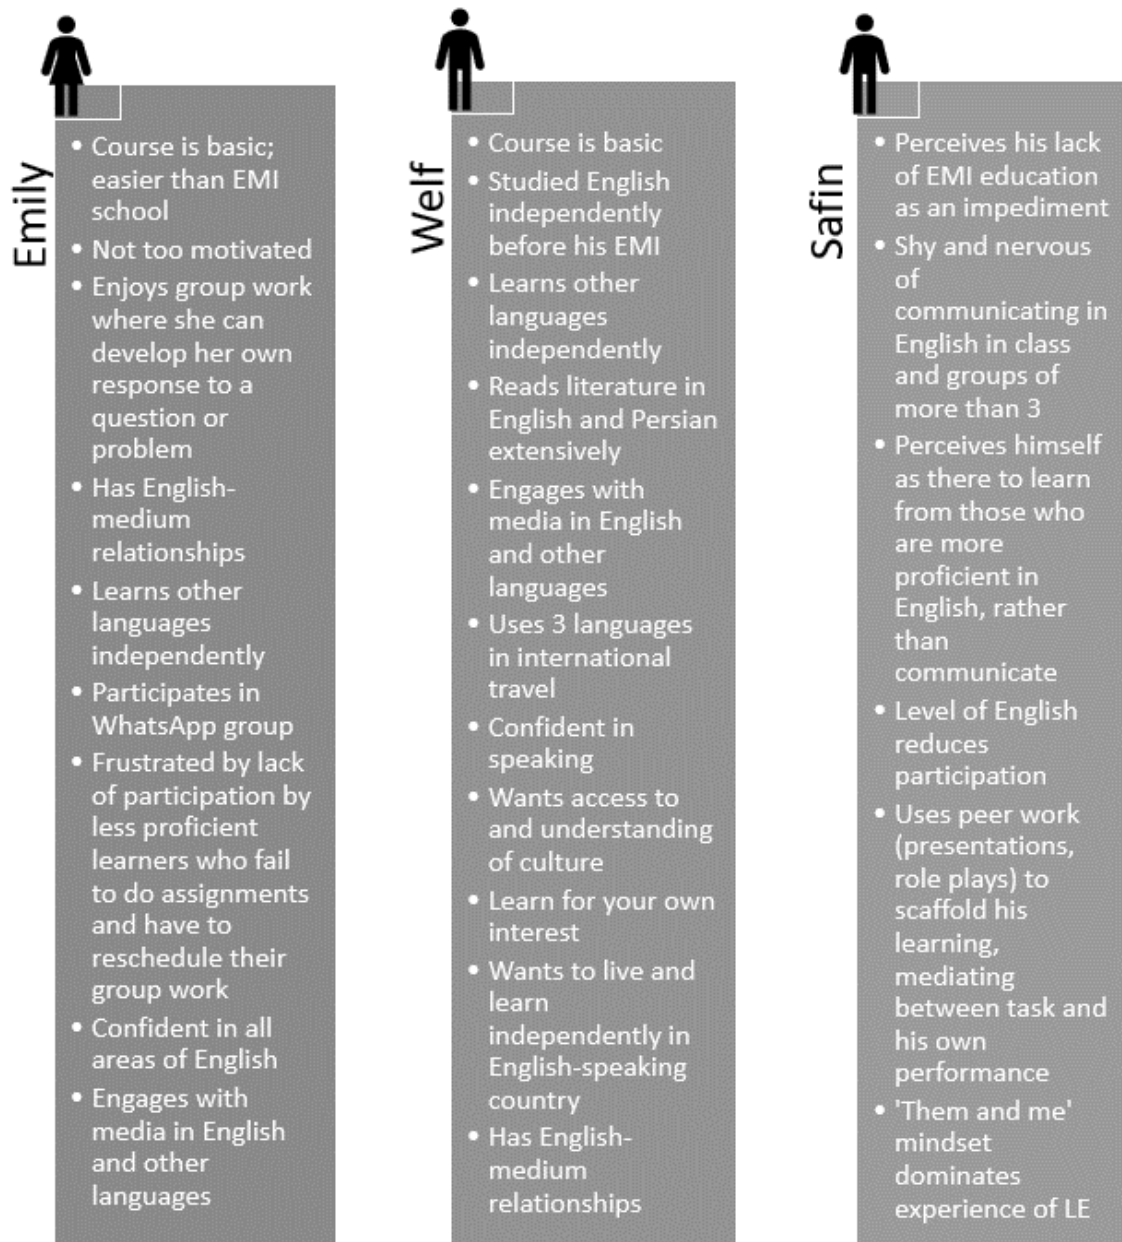 Emily
• Course is basic;
easier than EMI
school
• Not too motivated
• Enjoys group work
where she can
develop her own
response to a
question or
problem
• Has English-
medium
relationships
• Learns other
languages
independently
• Participates in
WhatsApp group
• Frustrated by lack
of participation by
less proficient
learners who fail
to do assignments
and have to
reschedule their
group work
• Confident in all
areas of English
• Engages with
media in English
and other
languages
Welf
• Course is basic
• Studied English
independently
before his EMI
• Learns other
languages
independently
• Reads literature in
English and Persian
extensively
• Engages with
media in English
and other
languages
• Uses 3 languages
in international
travel
• Confident in
speaking
• Wants access to
and understanding
of culture
• Learn for your own
interest
• Wants to live and
learn
independently in
English-speaking
country
• Has English-
medium
relationships
Safin
• Perceives his lack
of EMI education
as an impediment
• Shy and nervous
of
communicating in
English in class
and groups of
more than 3
• Perceives himself
as there to learn
from those who
are more
proficient in
English, rather
than
communicate
• Level of English
reduces
participation
• Uses peer work
(presentations,
role plays) to
scaffold his
learning,
mediating
between task and
his own
performance
• 'Them and me'
mindset
dominates
experience of LE